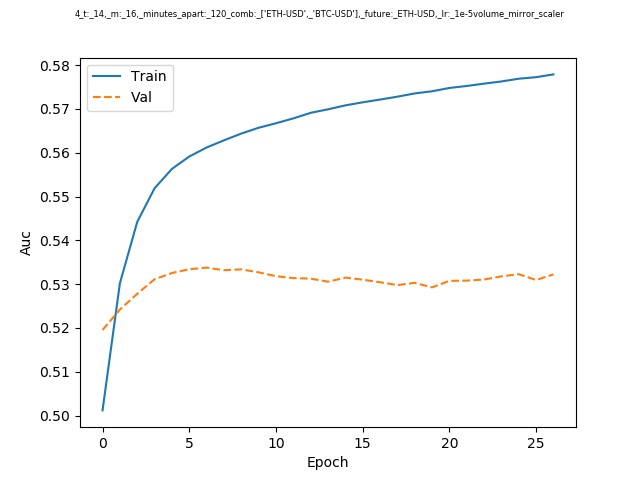 4_t:_14,_m:_16,_minutes_apart:_120_comb:_['ETH-USD',_'BTC-USD'],_future:_ETH-USD,_lr:_1e-5volume_mirror_scaler
Train
Val
0.58
0.57
0.56
0.55
0.54
0.53
0.52
0.51
0.50
Auc
0 5 10 15 20 25
Epoch